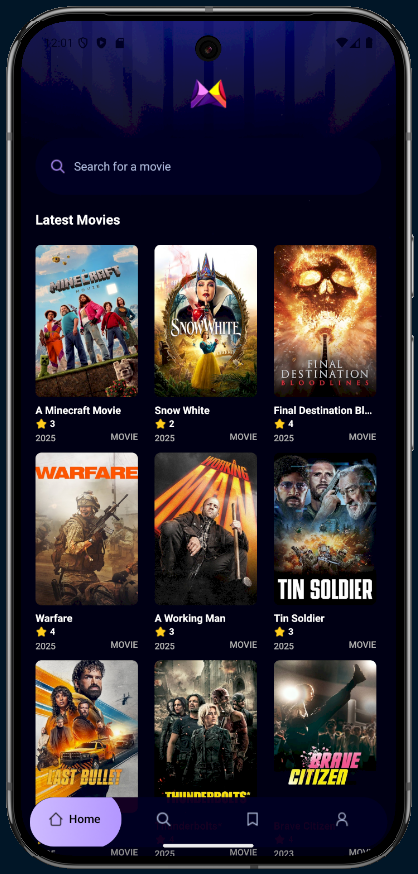 2:01
Search for a movie
Latest Movies
MINECRAFT
MOVIE
SNOW WHITE
FINAL
DESTINATION
BLOODLINES
A Minecraft Movie
Snow White
Final Destination Bl...
3
2
4
2025
MOVIE
2025
MOVIE
2025
MOVIE
WARFARE
WORKING
MAN
TIN SOLDIER
Warfare
A Working Man
Tin Soldier
4
3
3
2025
MOVIE
2025
MOVIE
2025
MOVIE
LAST BULLET
THUNDERBOLTS*
BRAVE
CITIZEN
Home
2025
MOVIE
2025
MOVIE
2023
MOVIE